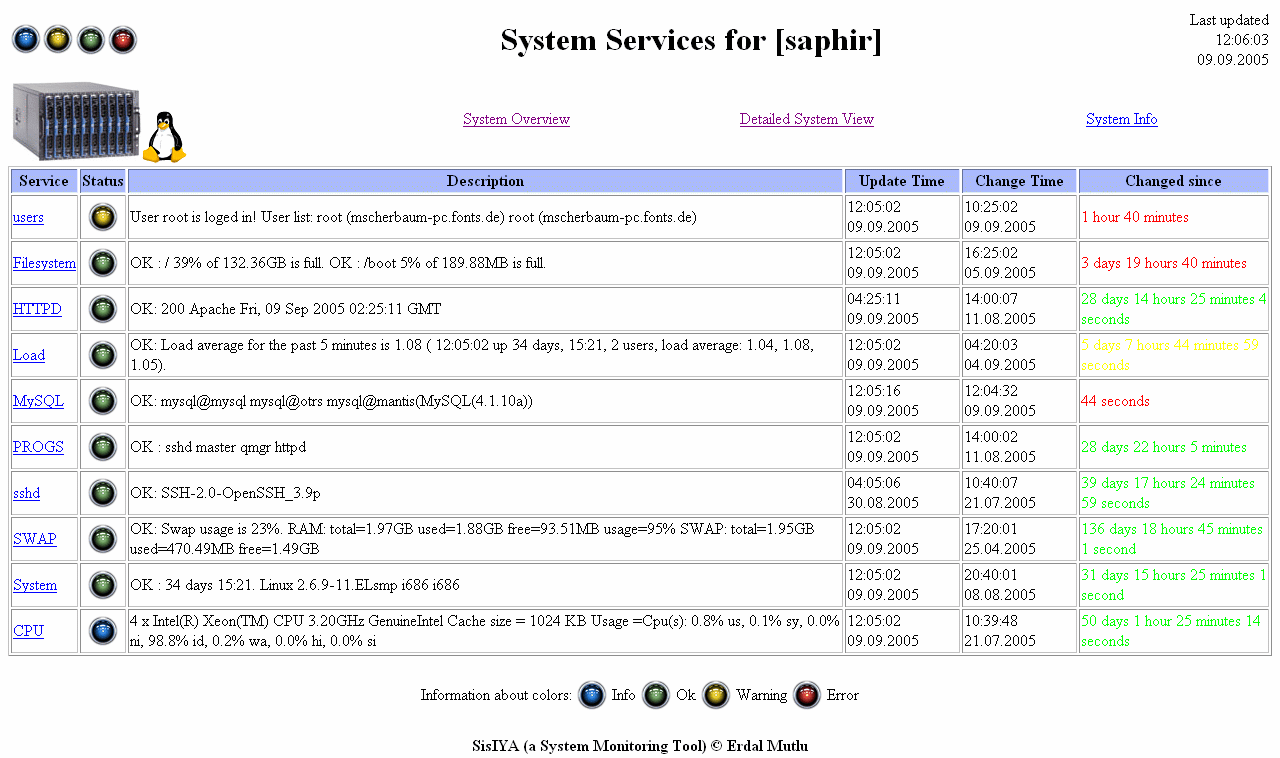 System Services for [saphir]
Last updated
12:06:03
09.09.2005
System Overview
Detailed System View
System Info
Service Status Description Update Time Change Time Changed since
users
User root is loged in! User list: root (mscherbaum-pc.fonts.de) root (mscherbaum-pc.fonts.de)
12:05:02
09.09.2005
10:25:02
09.09.2005
1 hour 40 minutes
Filesystem
OK : / 39% of 132.36GB is full. OK : /boot 5% of 189.88MB is full.
12:05:02
09.09.2005
16:25:02
05.09.2005
3 days 19 hours 40 minutes
HTTPD
OK: 200 Apache Fri, 09 Sep 2005 02:25:11 GMT
04:25:11
09.09.2005
14:00:07
11.08.2005
28 days 14 hours 25 minutes 4
seconds
Load
OK: Load average for the past 5 minutes is 1.08 ( 12:05:02 up 34 days, 15:21, 2 users, load average: 1.04, 1.08,
1.05).
12:05:02
09.09.2005
04:20:03
04.09.2005
5 days 7 hours 44 minutes 59
seconds
MySQL
OK: mysql@mysql mysql@otrs mysql@mantis(MySQL(4.1.10a))
12:05:16
09.09.2005
12:04:32
09.09.2005
44 seconds
PROGS
OK : sshd master qmgr httpd
12:05:02
09.09.2005
14:00:02
11.08.2005
28 days 22 hours 5 minutes
sshd
OK: SSH-2.0-OpenSSH_3.9p
04:05:06
30.08.2005
10:40:07
21.07.2005
39 days 17 hours 24 minutes
59 seconds
SWAP
OK: Swap usage is 23%. RAM: total=1.97GB used=1.88GB free=93.51MB usage=95% SWAP: total=1.95GB
used=470.49MB free=1.49GB
12:05:02
09.09.2005
17:20:01
25.04.2005
136 days 18 hours 45 minutes
1 second
System
OK : 34 days 15:21. Linux 2.6.9-11.ELsmp i686 i686
12:05:02
09.09.2005
20:40:01
08.08.2005
31 days 15 hours 25 minutes 1
second
CPU
4 x Intel(R) Xeon(TM) CPU 3.20GHz GenuineIntel Cache size = 1024 KB Usage =Cpu(s): 0.8% us, 0.1% sy, 0.0%
ni, 98.8% id, 0.2% wa, 0.0% hi, 0.0% si
12:05:02
09.09.2005
10:39:48
21.07.2005
50 days 1 hour 25 minutes 14
seconds
Information about colors: Info Ok Warning Error
SisIYA (a System Monitoring Tool) © Erdal Mutlu